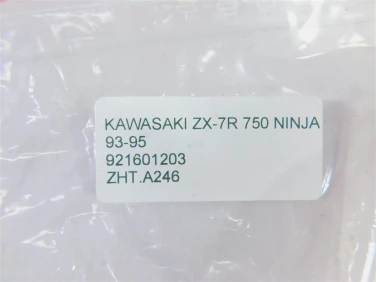 KAWASAKI ZX-7R 750 NINJA
93-95
921601203
ZHT.A246